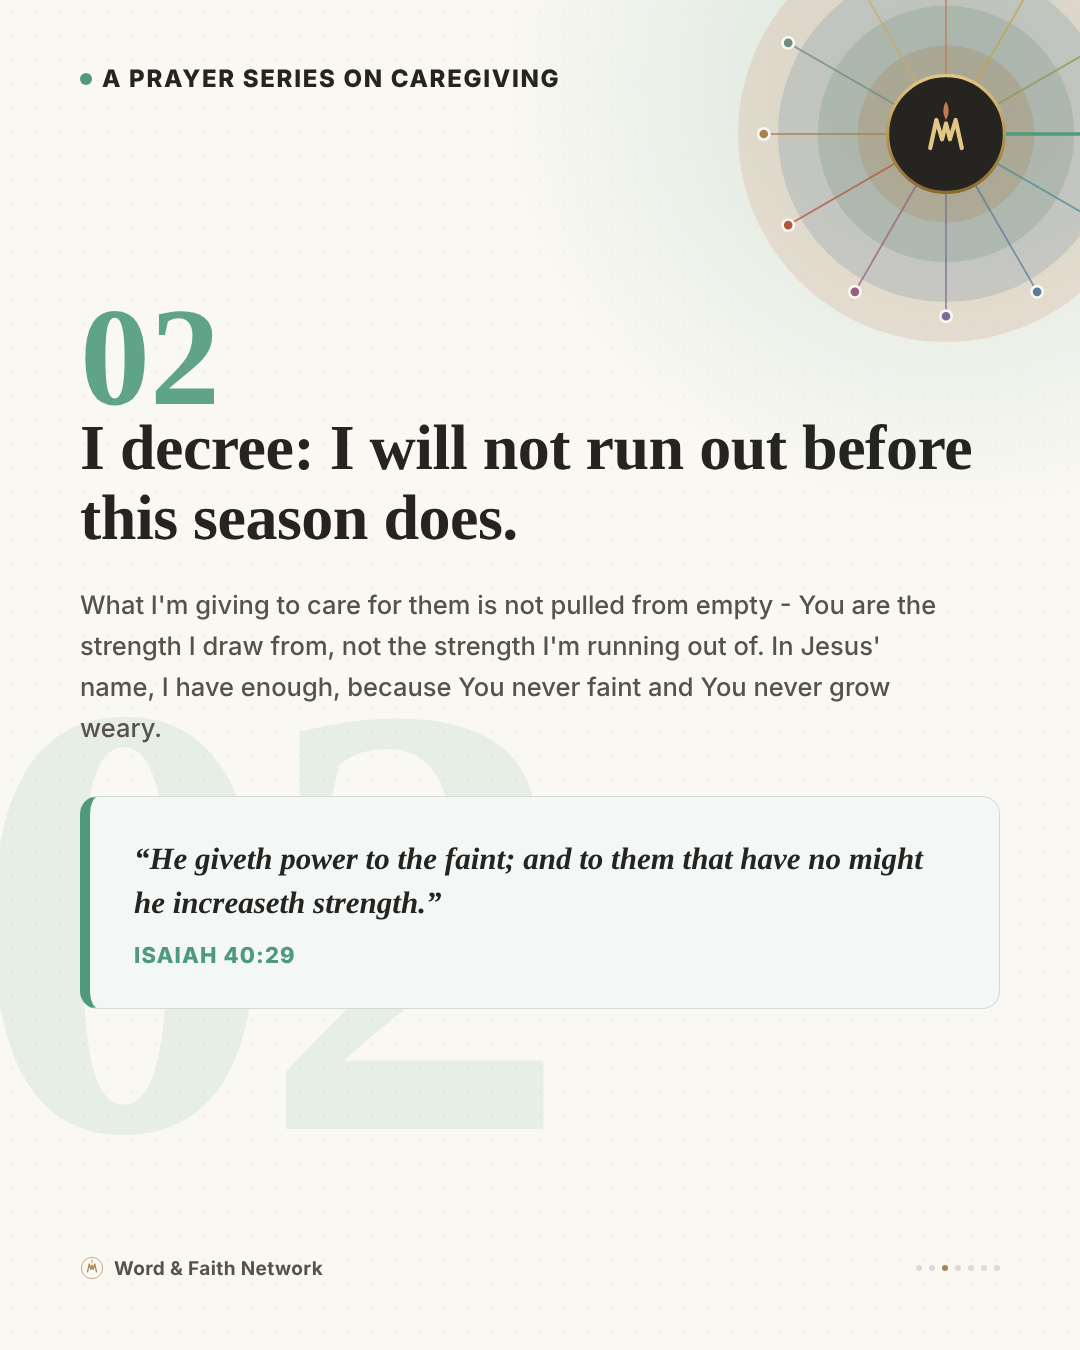 A PRAYER SERIES ON CAREGIVING
02
I decree: I will not run out before
this season does.
What I'm giving to care for them is not pulled from empty - You are the
strength I draw from, not the strength I'm running out of. In Jesus'
name, I have enough, because You never faint and You never grow
weary.
02
“He giveth power to the faint; and to them that have no might
he increaseth strength.”
ISAIAH 40:29
Word & Faith Network